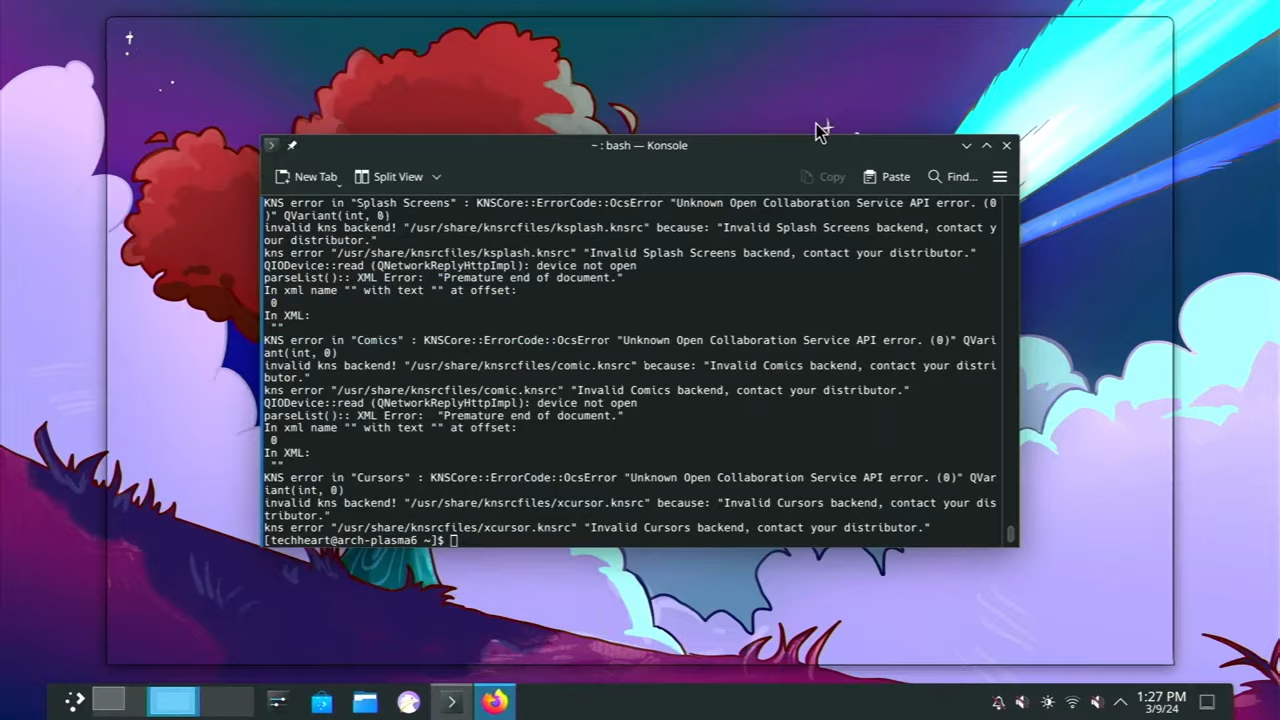 ~ : bash — Konsole
New Tab
Split View
Copy
Paste
Find...
KNS error in "Splash Screens" : KNSCore::ErrorCode::OcsError "Unknown Open Collaboration Service API error. (0
)" QVariant(int, 0)
invalid kns backend! "/usr/share/knsrcfiles/ksplash.knsrc" because: "Invalid Splash Screens backend, contact y
our distributor."
kns error "/usr/share/knsrcfiles/ksplash.knsrc" "Invalid Splash Screens backend, contact your distributor."
QIODevice::read (QNetworkReplyHttpImpl): device not open
parseList():: XML Error:  "Premature end of document."
In xml name "" with text "" at offset:
0
In XML:
""
KNS error in "Comics" : KNSCore::ErrorCode::OcsError "Unknown Open Collaboration Service API error. (0)" QVari
ant(int, 0)
invalid kns backend! "/usr/share/knsrcfiles/comic.knsrc" because: "Invalid Comics backend, contact your distri
butor."
kns error "/usr/share/knsrcfiles/comic.knsrc" "Invalid Comics backend, contact your distributor."
QIODevice::read (QNetworkReplyHttpImpl): device not open
parseList():: XML Error:  "Premature end of document."
In xml name "" with text "" at offset:
0
In XML:
""
KNS error in "Cursors" : KNSCore::ErrorCode::OcsError "Unknown Open Collaboration Service API error. (0)" QVar
iant(int, 0)
invalid kns backend! "/usr/share/knsrcfiles/xcursor.knsrc" because: "Invalid Cursors backend, contact your dis
tributor."
kns error "/usr/share/knsrcfiles/xcursor.knsrc" "Invalid Cursors backend, contact your distributor."
[techheart@arch-plasma6 ~]$
1:27 PM
3/9/24